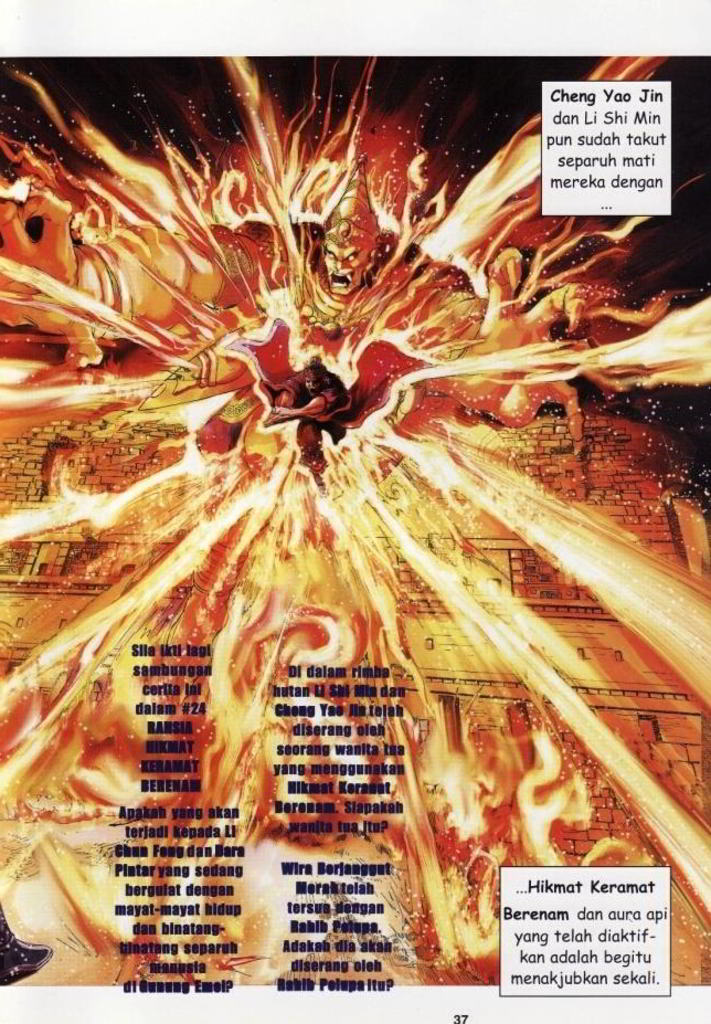 Cheng Yao Jin
dan Li Shi Min
pun sudah takut
separuh mati
mereka dengan
...
Sila ikti lagi
sambungan
cerita ini
dalam #24
RAHSIA
HIKMAT
KERAMAT
BERENAM
Apakah yang akan
terjadi kepada Li
Chun Feng dan Dara
Pintar yang sedang
bergulat dengan
mayat-mayat hidup
dan binatang-
binatang separuh
manusia
di Gunung Emei?
Di dalam rimba
hutan Li Shi Min dan
Cheng Yao Jin telah
diserang oleh
seorang wanita tua
yang menggunakan
Hikmat Keramat
Berenam. Siapakah
wanita tua itu?
Wira Berjanggut
Merah telah
tersua dengan
Rahib Pelupa.
Adakah dia akan
diserang oleh
Rahib Pelupa itu?
...Hikmat Keramat
Berenam dan aura api
yang telah diaktif-
kan adalah begitu
menakjubkan sekali.
37